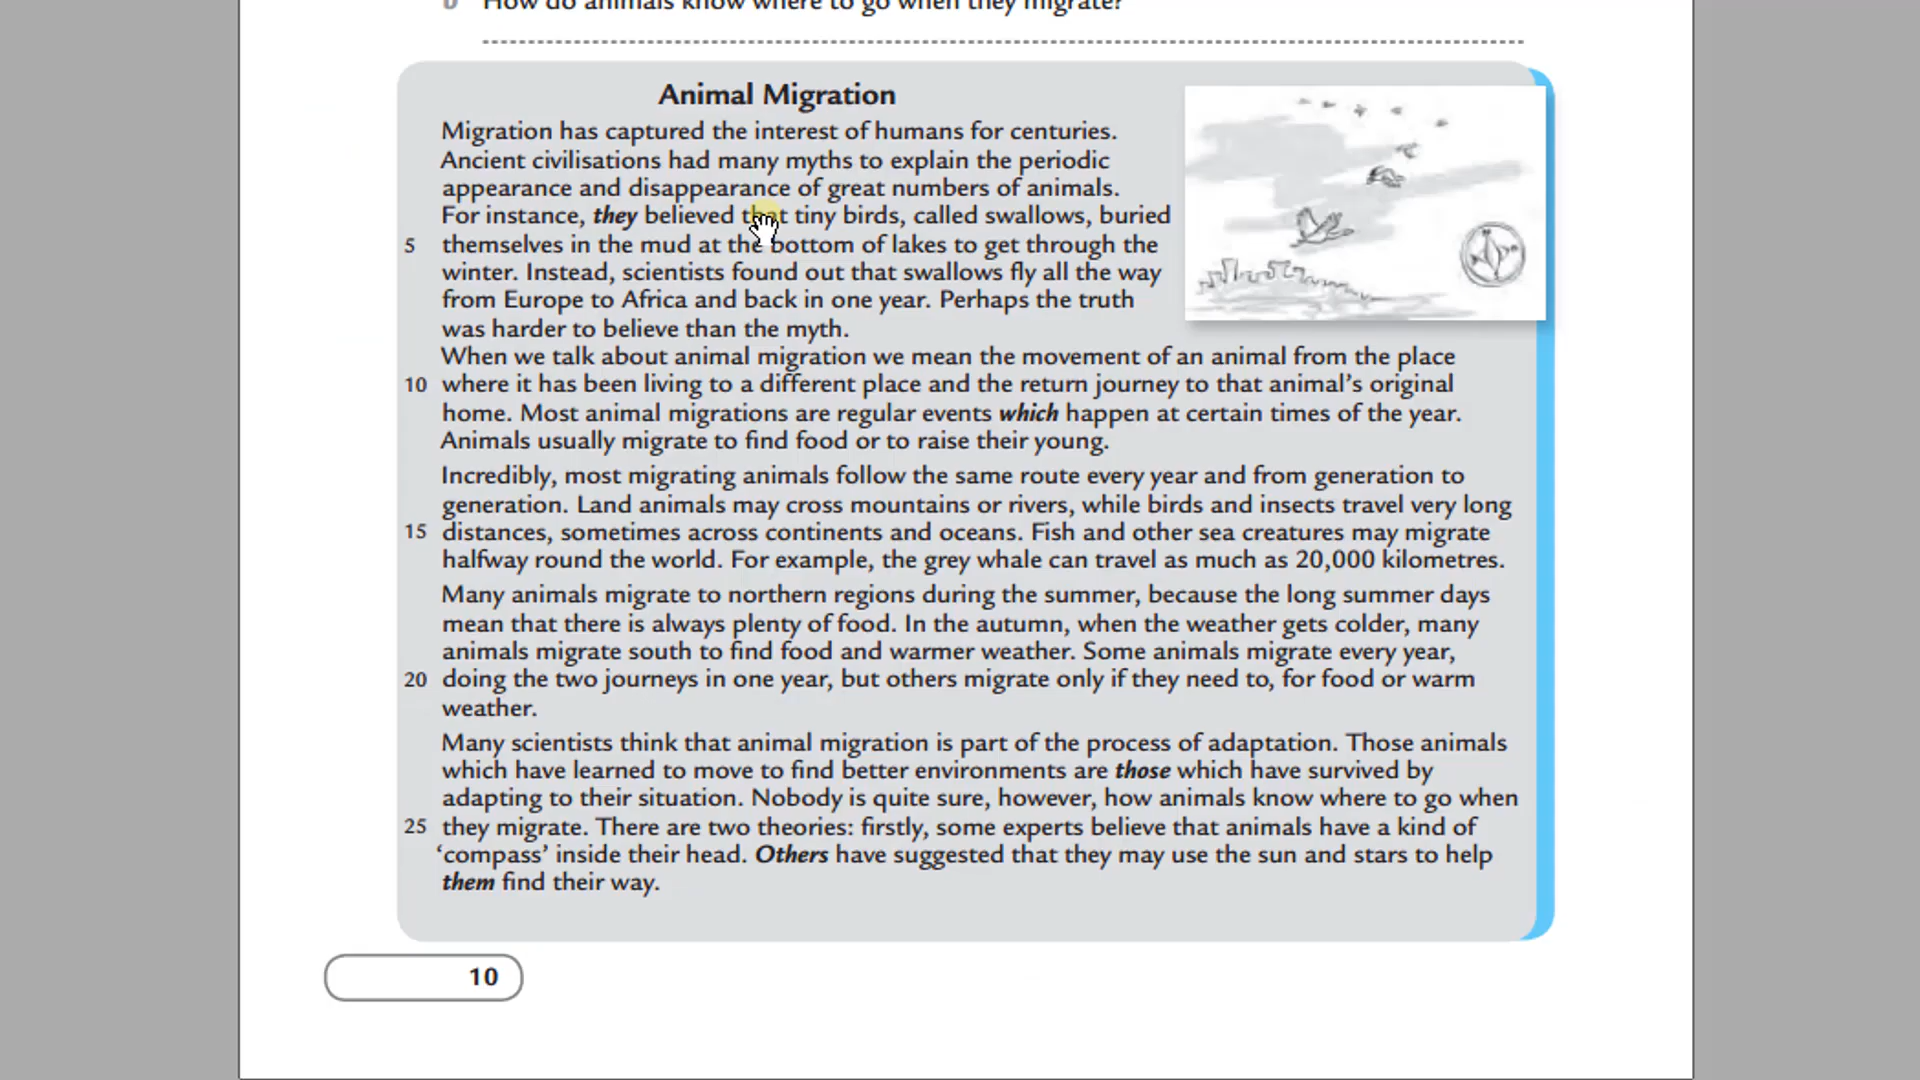 b How do animals know where to go when they migrate?
Animal Migration
Migration has captured the interest of humans for centuries.
Ancient civilisations had many myths to explain the periodic
appearance and disappearance of great numbers of animals.
For instance, they believed that tiny birds, called swallows, buried
5 themselves in the mud at the bottom of lakes to get through the
winter. Instead, scientists found out that swallows fly all the way
from Europe to Africa and back in one year. Perhaps the truth
was harder to believe than the myth.
When we talk about animal migration we mean the movement of an animal from the place
10 where it has been living to a different place and the return journey to that animal's original
home. Most animal migrations are regular events which happen at certain times of the year.
Animals usually migrate to find food or to raise their young.
Incredibly, most migrating animals follow the same route every year and from generation to
generation. Land animals may cross mountains or rivers, while birds and insects travel very long
15 distances, sometimes across continents and oceans. Fish and other sea creatures may migrate
halfway round the world. For example, the grey whale can travel as much as 20,000 kilometres.
Many animals migrate to northern regions during the summer, because the long summer days
mean that there is always plenty of food. In the autumn, when the weather gets colder, many
animals migrate south to find food and warmer weather. Some animals migrate every year,
20 doing the two journeys in one year, but others migrate only if they need to, for food or warm
weather.
Many scientists think that animal migration is part of the process of adaptation. Those animals
which have learned to move to find better environments are those which have survived by
adapting to their situation. Nobody is quite sure, however, how animals know where to go when
25 they migrate. There are two theories: firstly, some experts believe that animals have a kind of
‘compass’ inside their head. Others have suggested that they may use the sun and stars to help
them find their way.
10